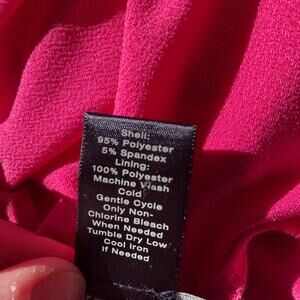 Shell:
95% Polyester
5% Spandex
Lining:
100% Polyester
Machine Wash
Cold
Gentle Cycle
Only Non-
Chlorine Bleach
When Needed
Tumble Dry Low
Cool Iron
If Needed